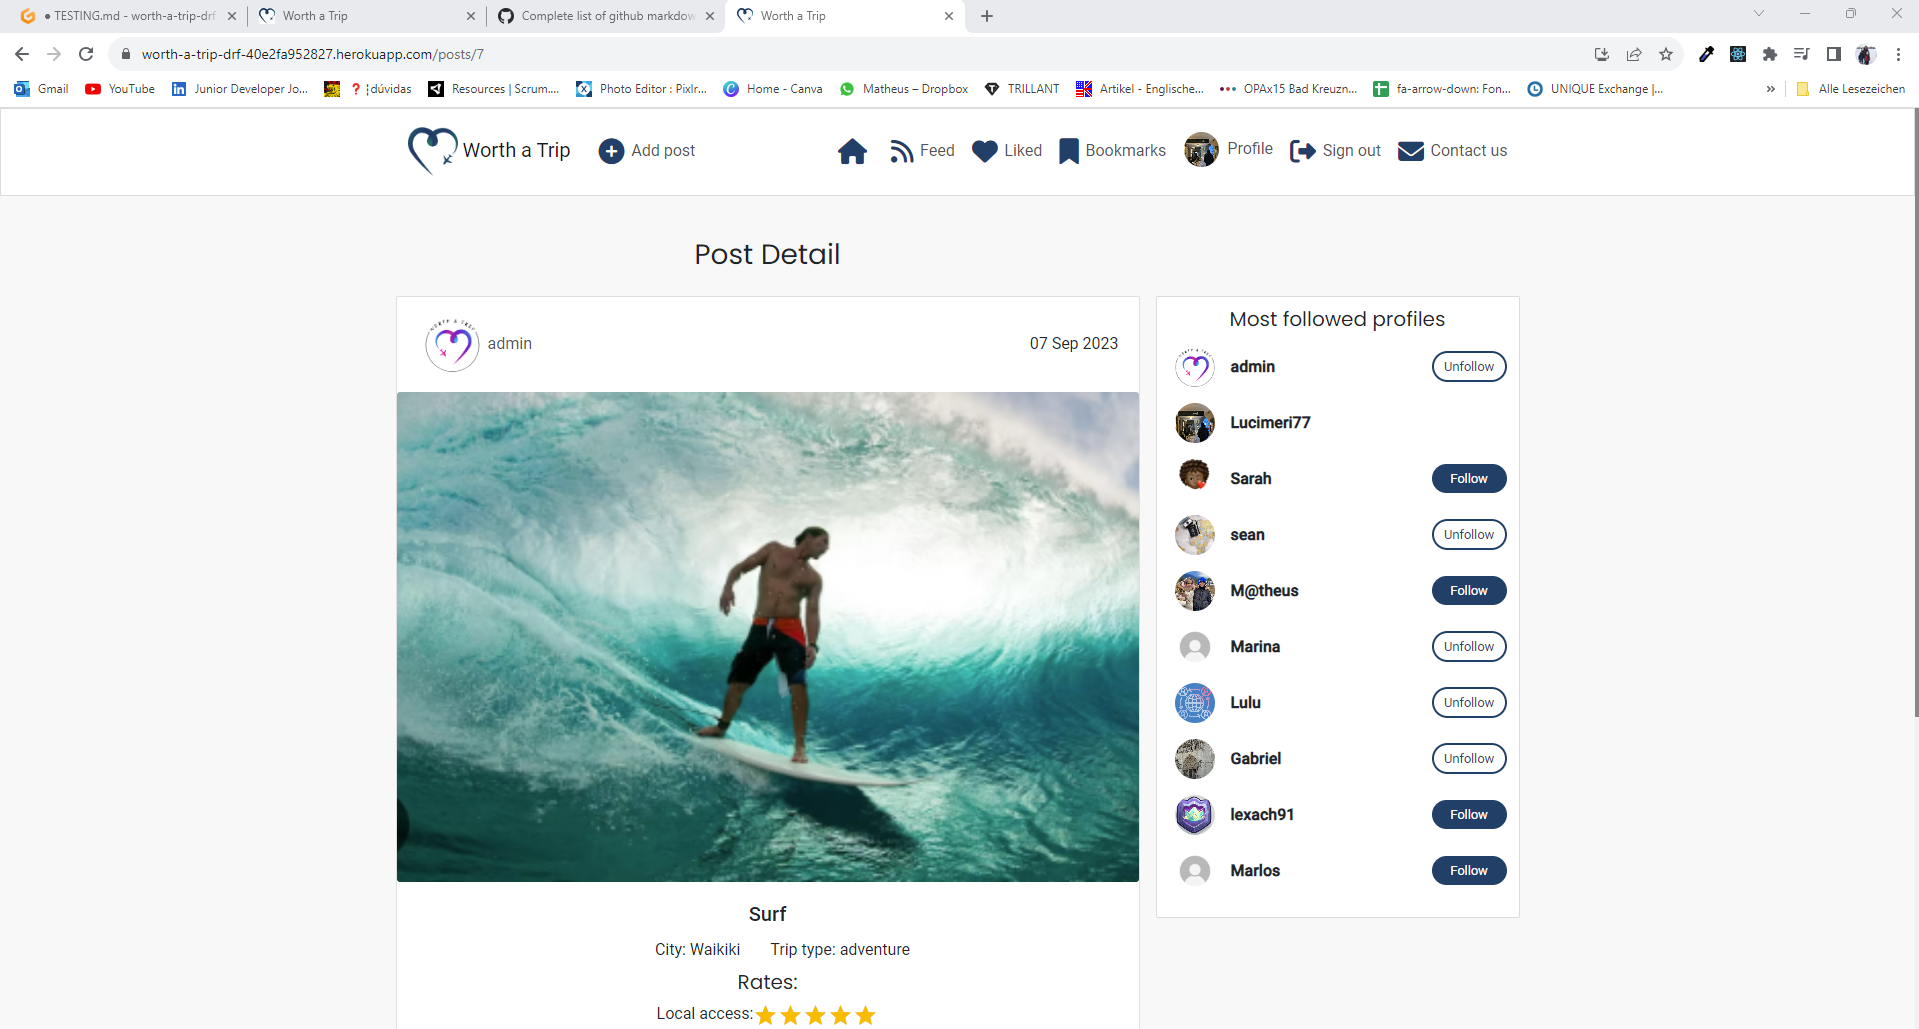 ● TESTING.md - worth-a-trip-drf
Worth a Trip
Complete list of github markdow
Worth a Trip
worth-a-trip-drf-40e2fa952827.herokuapp.com/posts/7
Gmail
YouTube
Junior Developer Jo...
? ¦dúvidas
Resources | Scrum....
Photo Editor : Pixlr...
Home - Canva
Matheus – Dropbox
TRILLANT
Artikel - Englische...
OPAx15 Bad Kreuzn...
fa-arrow-down: Fon...
UNIQUE Exchange |...
»
Alle Lesezeichen
Worth a Trip
Add post
Feed
Liked
Bookmarks
Profile
Sign out
Contact us
Post Detail
admin
07 Sep 2023
Surf
City: Waikiki
Trip type: adventure
Rates:
Local access:
Most followed profiles
admin
Unfollow
Lucimeri77
Sarah
Follow
sean
Unfollow
M@theus
Follow
Marina
Unfollow
Lulu
Unfollow
Gabriel
Unfollow
lexach91
Follow
Marlos
Follow